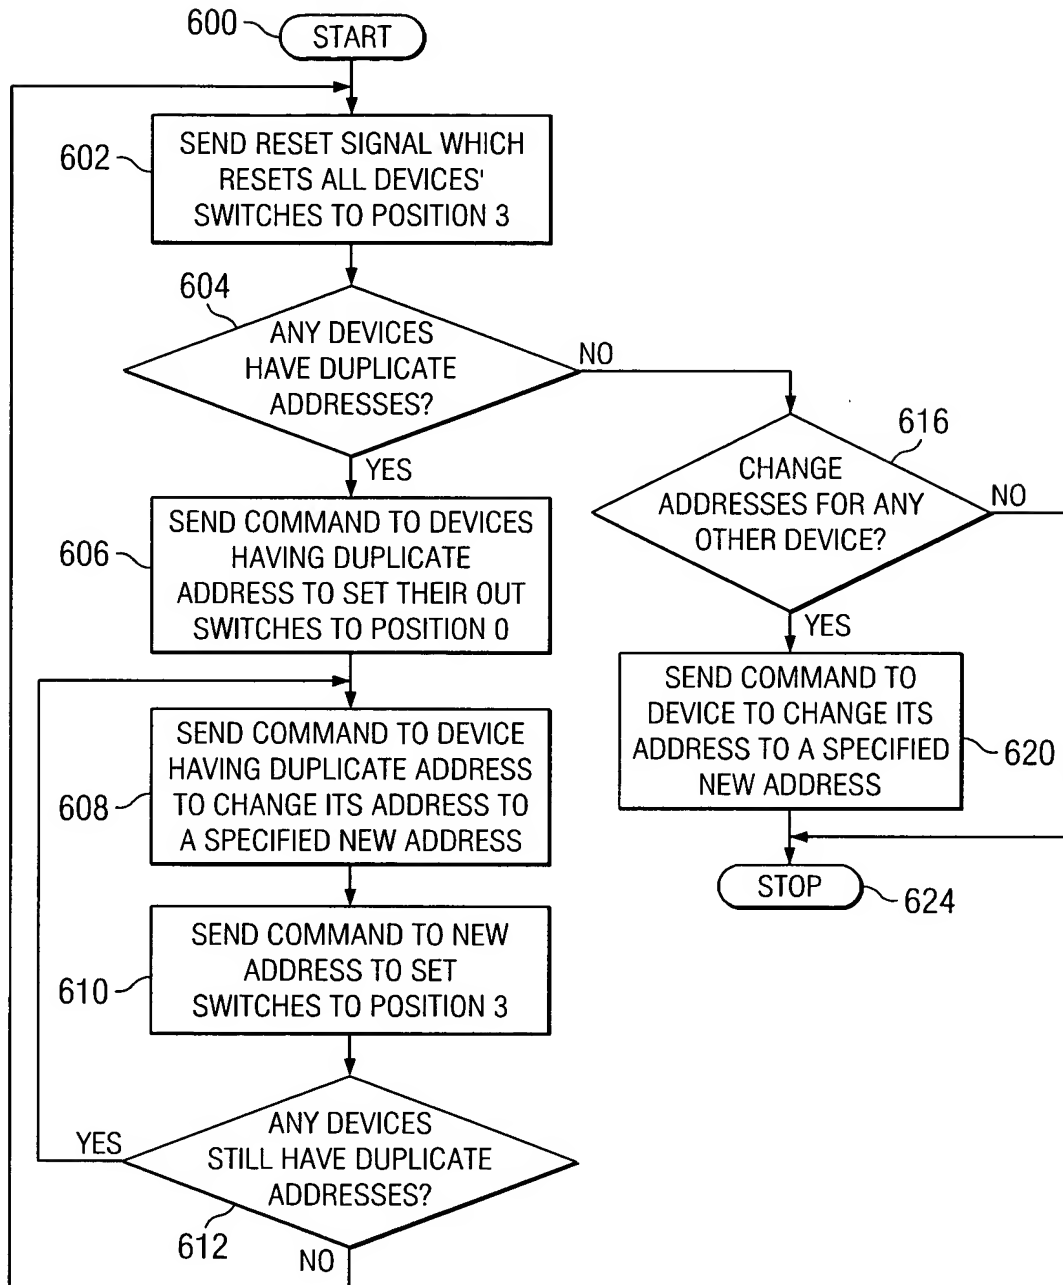 600
START
602
SEND RESET SIGNAL WHICH
RESETS ALL DEVICES'
SWITCHES TO POSITION 3
604
ANY DEVICES
HAVE DUPLICATE
ADDRESSES?
NO
YES
616
CHANGE
ADDRESSES FOR ANY
OTHER DEVICE?
NO
YES
606
SEND COMMAND TO DEVICES
HAVING DUPLICATE
ADDRESS TO SET THEIR OUT
SWITCHES TO POSITION 0
SEND COMMAND TO
DEVICE TO CHANGE ITS
ADDRESS TO A SPECIFIED
NEW ADDRESS
620
608
SEND COMMAND TO DEVICE
HAVING DUPLICATE ADDRESS
TO CHANGE ITS ADDRESS TO
A SPECIFIED NEW ADDRESS
STOP
624
610
SEND COMMAND TO NEW
ADDRESS TO SET
SWITCHES TO POSITION 3
YES
ANY DEVICES
STILL HAVE DUPLICATE
ADDRESSES?
612
NO